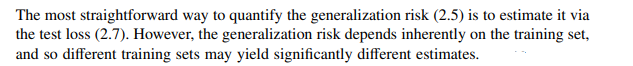 The most straightforward way to quantify the generalization risk (2.5) is to estimate it via
the test loss (2.7). However, the generalization risk depends inherently on the training set,
and so different training sets may yield significantly different estimates.